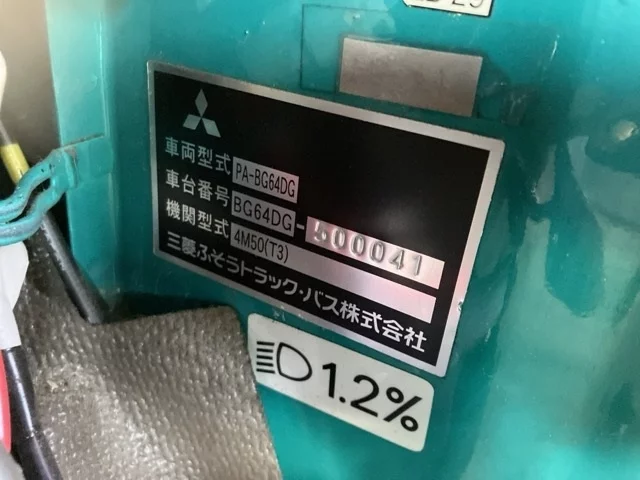 車両型式 PA-BG64DG
車台番号 BG64DG-500041
機関型式 4M50(T3)
三菱ふそうトラック・バス株式会社
1.2%